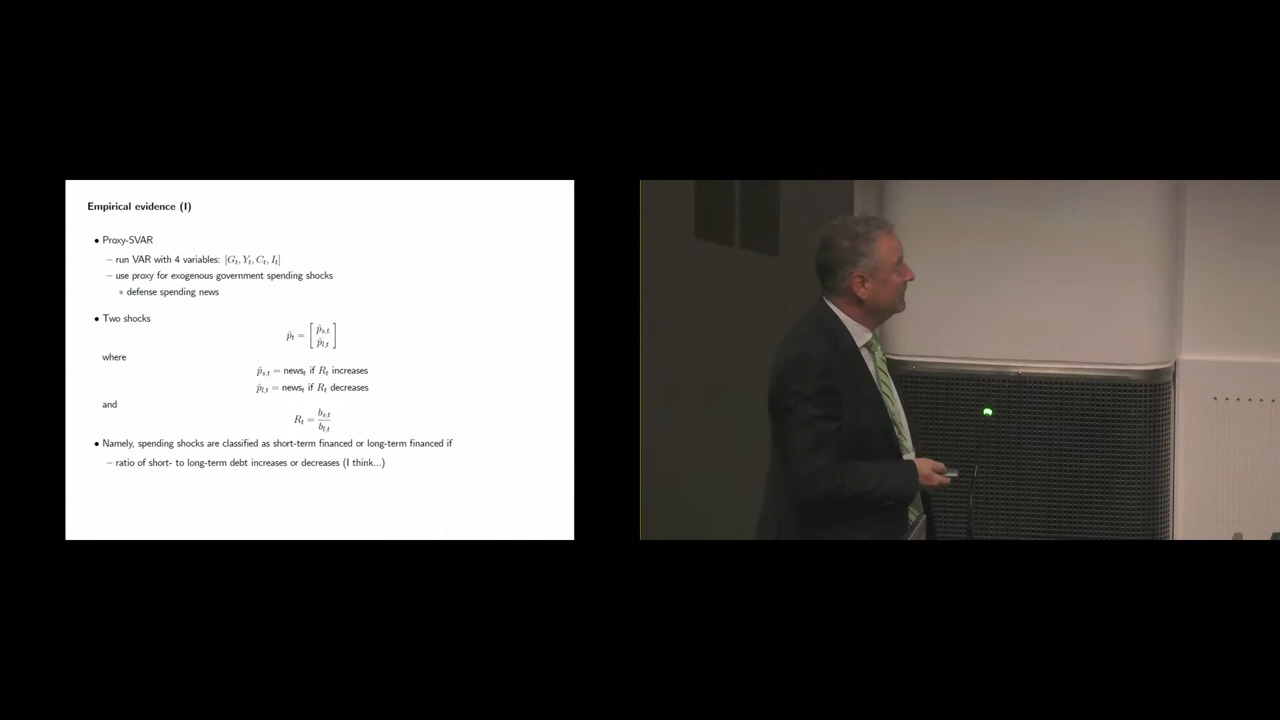 Empirical evidence (I)
• Proxy-SVAR
– run VAR with 4 variables: [G_t, Y_t, C_t, I_t]
– use proxy for exogenous government spending shocks
∗ defense spending news
• Two shocks
p̃_t = [ p̃_{s,t}
p̃_{l,t} ]
where
p̃_{s,t} = news_t if R_t increases
p̃_{l,t} = news_t if R_t decreases
and
R_t = b_{s,t} / b_{l,t}
• Namely, spending shocks are classified as short-term financed or long-term financed if
– ratio of short- to long-term debt increases or decreases (I think...)